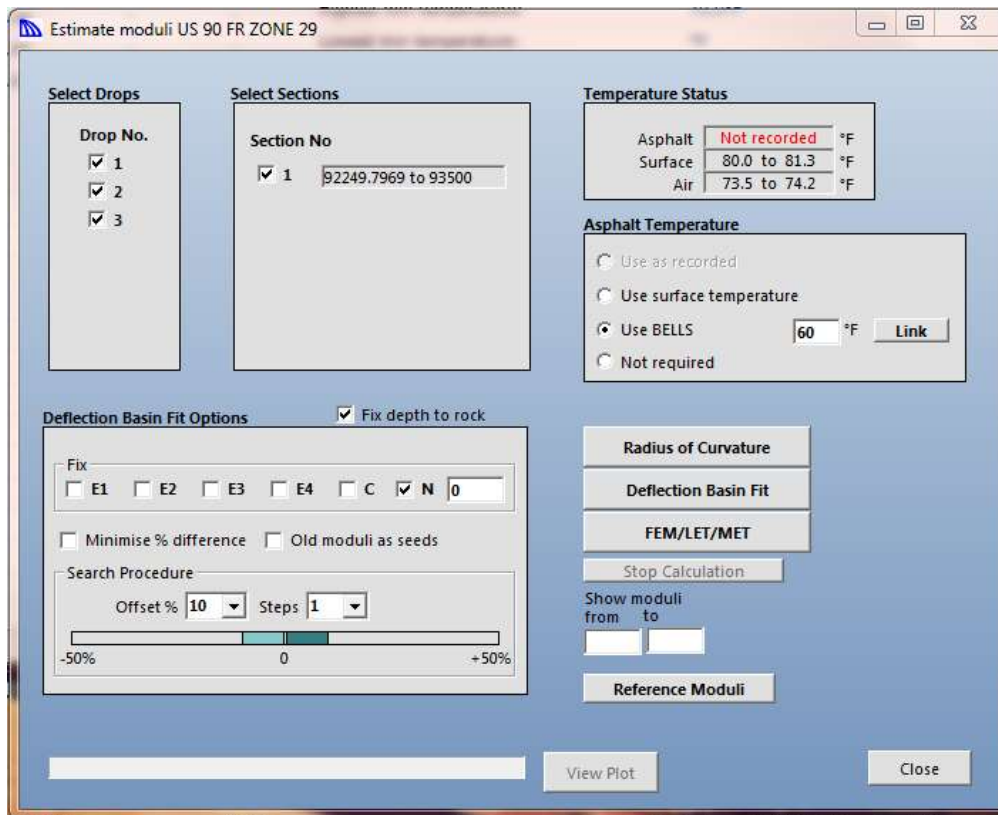 Estimate moduli US 90 FR ZONE 29
Select Drops
Drop No.
1
2
3
Select Sections
Section No
1 92249.7969 to 93500
Temperature Status
Asphalt Not recorded °F
Surface 80.0 to 81.3 °F
Air 73.5 to 74.2 °F
Asphalt Temperature
Use as recorded
Use surface temperature
Use BELLS 60 °F Link
Not required
Deflection Basin Fit Options
Fix depth to rock
Fix
E1 E2 E3 E4 C N 0
Minimise % difference Old moduli as seeds
Search Procedure
Offset % 10 Steps 1
-50% 0 +50%
Radius of Curvature
Deflection Basin Fit
FEM/LET/MET
Stop Calculation
Show moduli
from to
Reference Moduli
View Plot
Close